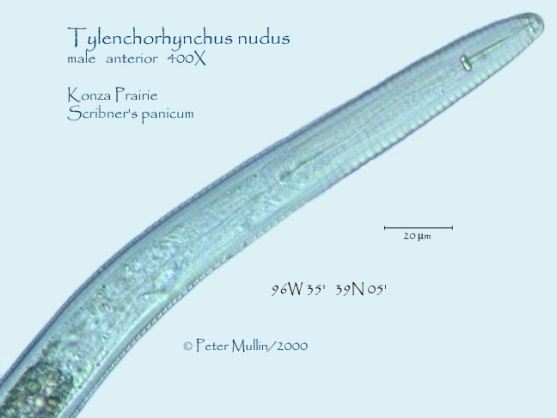 Tylenchorhynchus nudus
male anterior 400X
Konza Prairie
Scribner's panicum
20 µm
96W 35' 39N 05'
© Peter Mullin/2000